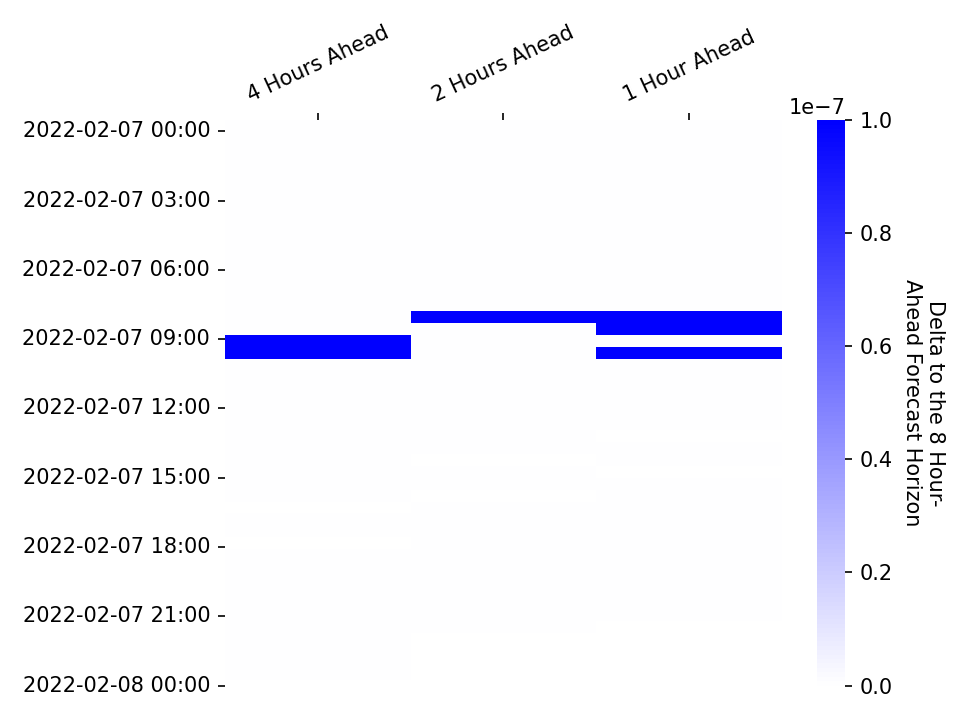 4 Hours Ahead
2 Hours Ahead
1 Hour Ahead
1e−7
2022-02-07 00:00
2022-02-07 03:00
2022-02-07 06:00
2022-02-07 09:00
2022-02-07 12:00
2022-02-07 15:00
2022-02-07 18:00
2022-02-07 21:00
2022-02-08 00:00
1.0
0.8
0.6
0.4
0.2
0.0
Delta to the 8 Hour-
Ahead Forecast Horizon